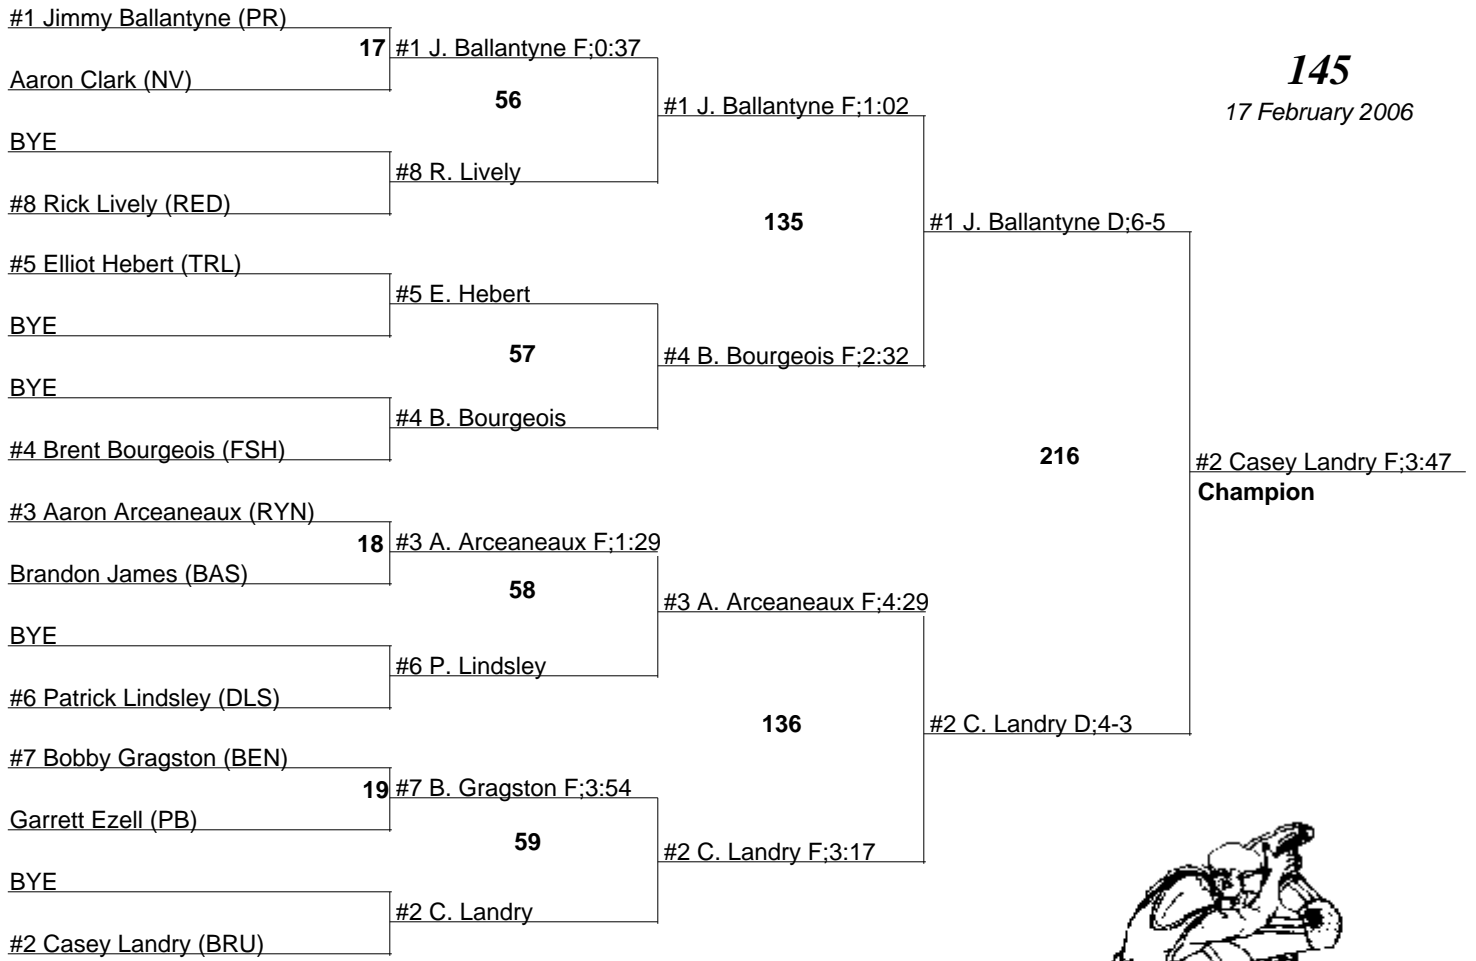 #1 Jimmy Ballantyne (PR)
17 #1 J. Ballantyne F;0:37
Aaron Clark (NV)
56
#1 J. Ballantyne F;1:02
145
17 February 2006
BYE
#8 R. Lively
#8 Rick Lively (RED)
135
#1 J. Ballantyne D;6-5
#5 Elliot Hebert (TRL)
#5 E. Hebert
BYE
57
#4 B. Bourgeois F;2:32
BYE
#4 B. Bourgeois
#4 Brent Bourgeois (FSH)
216
#2 Casey Landry F;3:47
Champion
#3 Aaron Arceaneaux (RYN)
18 #3 A. Arceaneaux F;1:29
Brandon James (BAS)
58
#3 A. Arceaneaux F;4:29
BYE
#6 P. Lindsley
#6 Patrick Lindsley (DLS)
136
#2 C. Landry D;4-3
#7 Bobby Gragston (BEN)
19 #7 B. Gragston F;3:54
Garrett Ezell (PB)
59
#2 C. Landry F;3:17
BYE
#2 C. Landry
#2 Casey Landry (BRU)